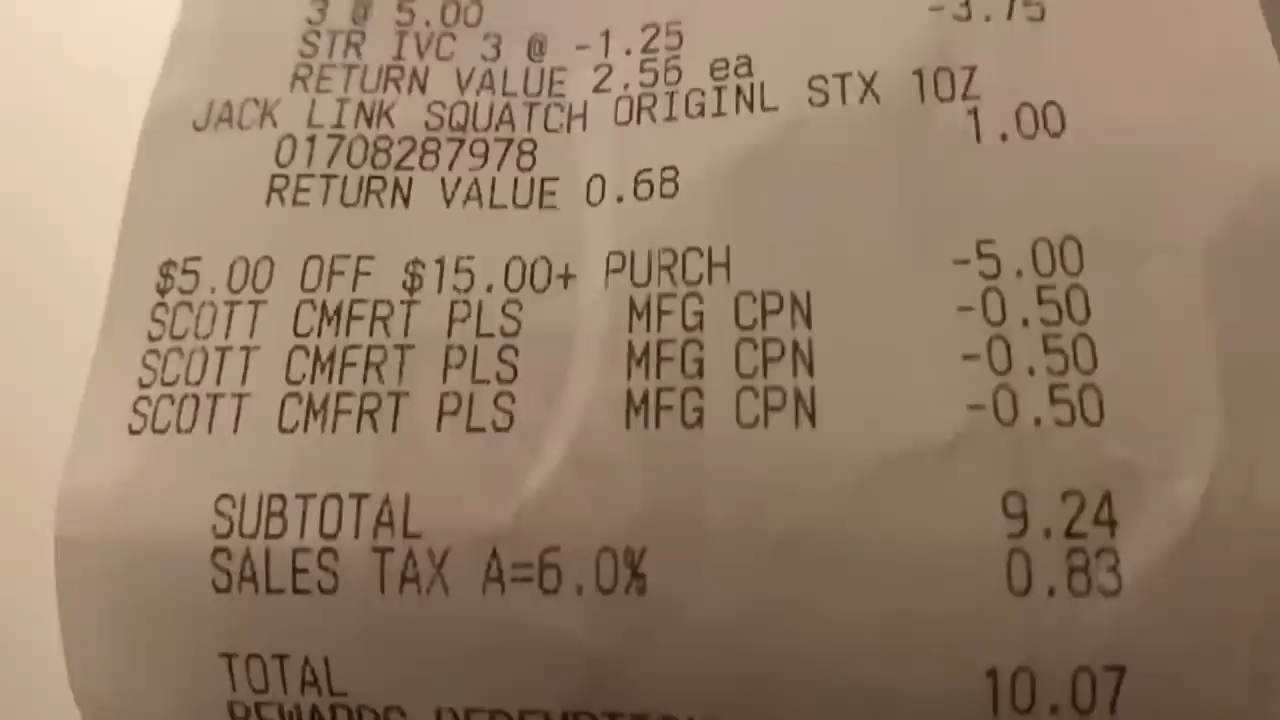 3 @ 5.00 -3.75
STR IVC 3 @ -1.25
RETURN VALUE 2.56 ea
JACK LINK SQUATCH ORIGINL STX 1OZ
01708287978 1.00
RETURN VALUE 0.68
$5.00 OFF $15.00+ PURCH -5.00
SCOTT CMFRT PLS MFG CPN -0.50
SCOTT CMFRT PLS MFG CPN -0.50
SCOTT CMFRT PLS MFG CPN -0.50
SUBTOTAL 9.24
SALES TAX A=6.0% 0.83
TOTAL 10.07